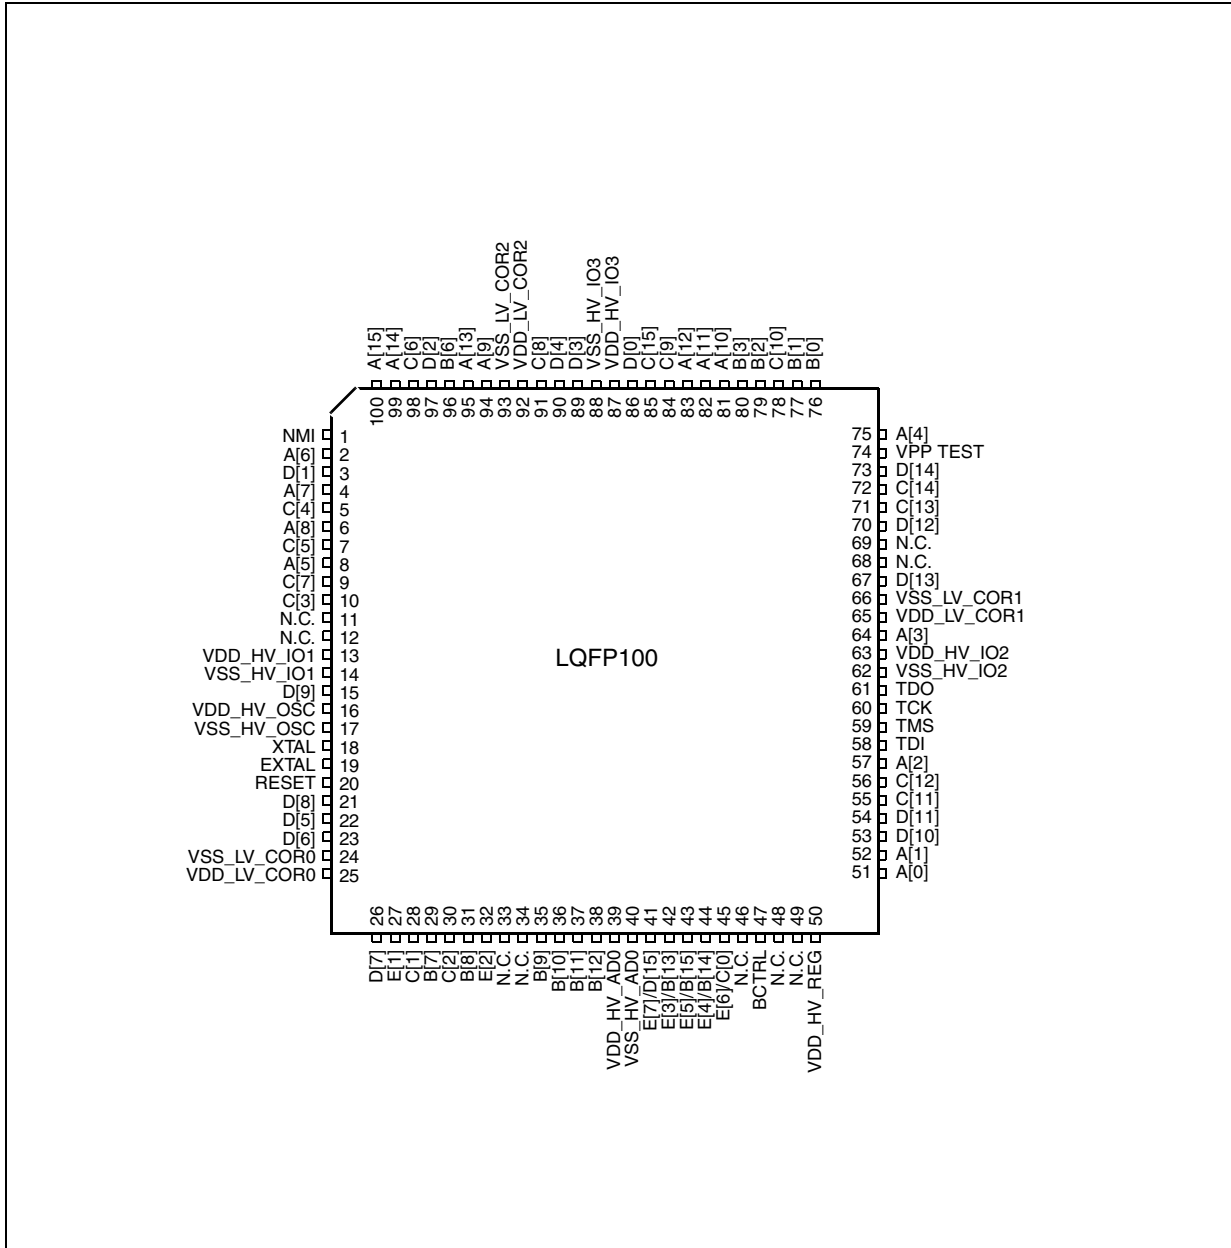 A[15]
A[14]
C[6]
D[2]
B[6]
A[13]
A[9]
VSS_LV_COR2
VDD_LV_COR2
C[8]
D[4]
D[3]
VSS_HV_IO3
VDD_HV_IO3
D[0]
C[15]
C[9]
A[12]
A[11]
A[10]
B[3]
B[2]
C[10]
B[1]
B[0]
100
99
98
97
96
95
94
93
92
91
90
89
88
87
86
85
84
83
82
81
80
79
78
77
76
NMI 1
A[6] 2
D[1] 3
A[7] 4
C[4] 5
A[8] 6
C[5] 7
A[5] 8
C[7] 9
C[3] 10
N.C. 11
N.C. 12
VDD_HV_IO1 13
VSS_HV_IO1 14
D[9] 15
VDD_HV_OSC 16
VSS_HV_OSC 17
XTAL 18
EXTAL 19
RESET 20
D[8] 21
D[5] 22
D[6] 23
VSS_LV_COR0 24
VDD_LV_COR0 25
LQFP100
75 A[4]
74 VPP TEST
73 D[14]
72 C[14]
71 C[13]
70 D[12]
69 N.C.
68 N.C.
67 D[13]
66 VSS_LV_COR1
65 VDD_LV_COR1
64 A[3]
63 VDD_HV_IO2
62 VSS_HV_IO2
61 TDO
60 TCK
59 TMS
58 TDI
57 A[2]
56 C[12]
55 C[11]
54 D[11]
53 D[10]
52 A[1]
51 A[0]
26
27
28
29
30
31
32
33
34
35
36
37
38
39
40
41
42
43
44
45
46
47
48
49
50
D[7]
E[1]
C[1]
B[7]
C[2]
B[8]
E[2]
N.C.
N.C.
B[9]
B[10]
B[11]
B[12]
VDD_HV_AD0
VSS_HV_AD0
E[7]/D[15]
E[3]/B[13]
E[5]/B[15]
E[4]/B[14]
E[6]/C[0]
N.C.
BCTRL
N.C.
N.C.
VDD_HV_REG